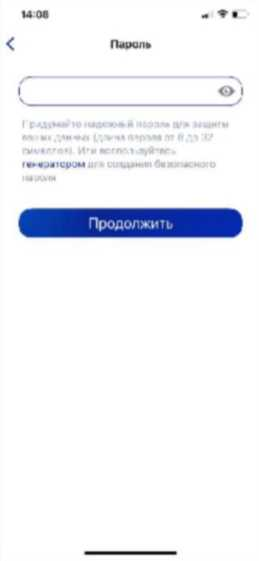 14:08
Пароль
Придумайте надежный пароль для защиты
ваших данных (длина пароля от 8 до 32
символов). Или воспользуйтесь
генератором для создания безопасного
пароля
Продолжить